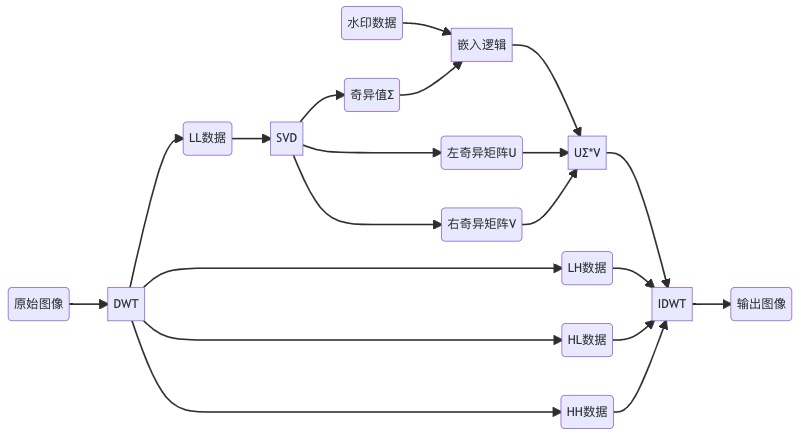 水印数据
嵌入逻辑
奇异值Σ
LL数据
SVD
左奇异矩阵U
UΣ*V
右奇异矩阵V
LH数据
原始图像
DWT
IDWT
输出图像
HL数据
HH数据